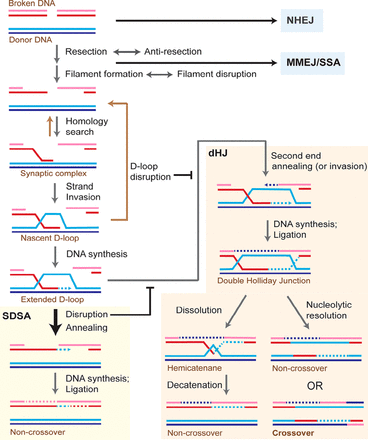 Broken DNA
NHEJ
Donor DNA
Resection
Anti-resection
MMEJ/SSA
Filament formation
Filament disruption
Homology
search
Synaptic complex
D-loop
disruption
Strand
Invasion
Nascent D-loop
DNA synthesis
Extended D-loop
SDSA
Disruption
Annealing
DNA synthesis;
Ligation
Non-crossover
dHJ
Second end
annealing (or invasion)
DNA synthesis;
Ligation
Double Holliday Junction
Dissolution
Nucleolytic
resolution
Hemicatenane
Non-crossover
Decatenation
OR
Non-crossover
Crossover